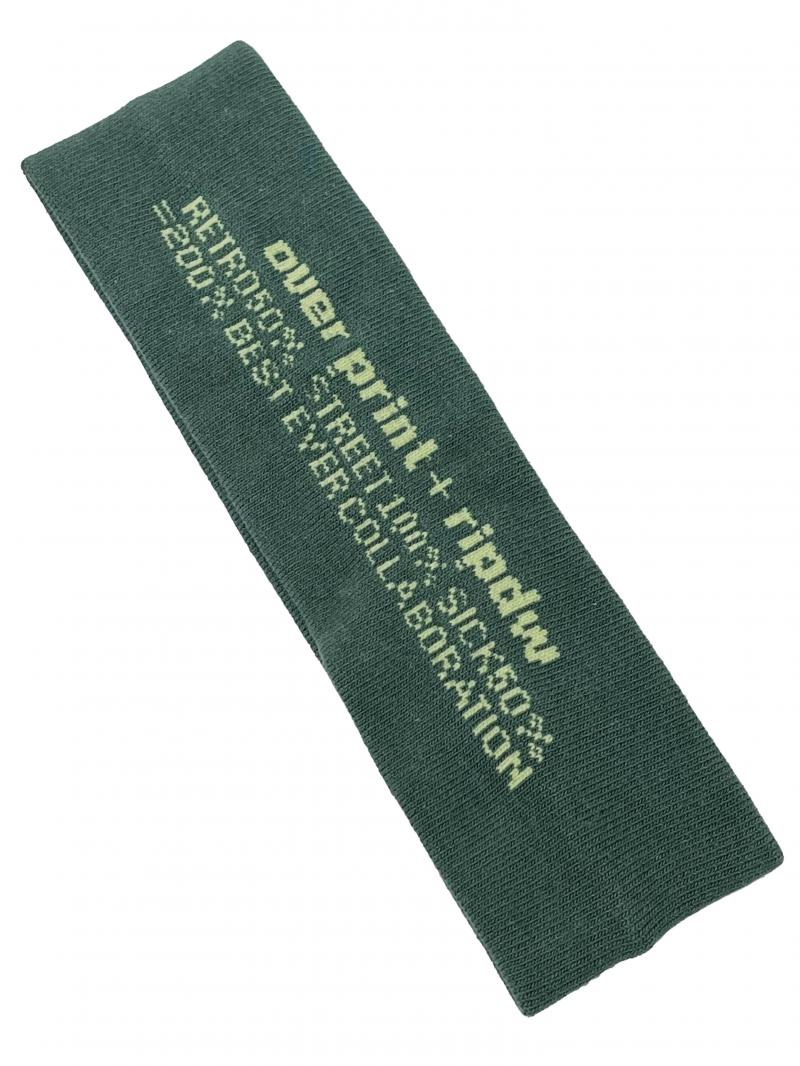 over print + ripdw
RETRO50% STREET100% SICK50%
=200% BEST EVER COLLABORATION